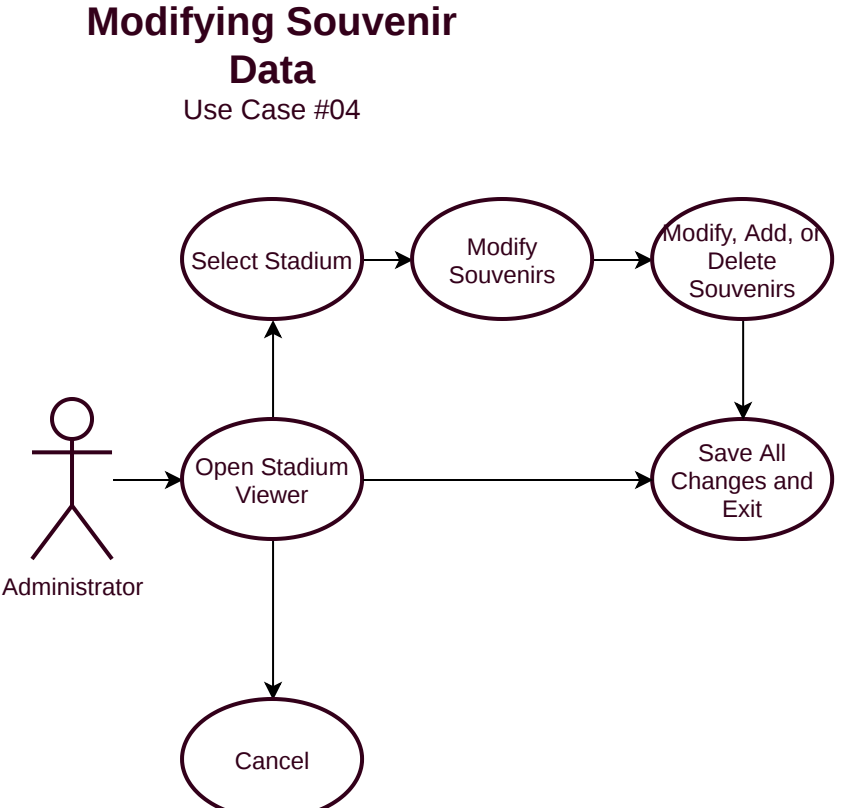 Modifying Souvenir
Data
Use Case #04
Select Stadium
Modify
Souvenirs
Modify, Add, or
Delete
Souvenirs
Open Stadium
Viewer
Save All
Changes and
Exit
Administrator
Cancel